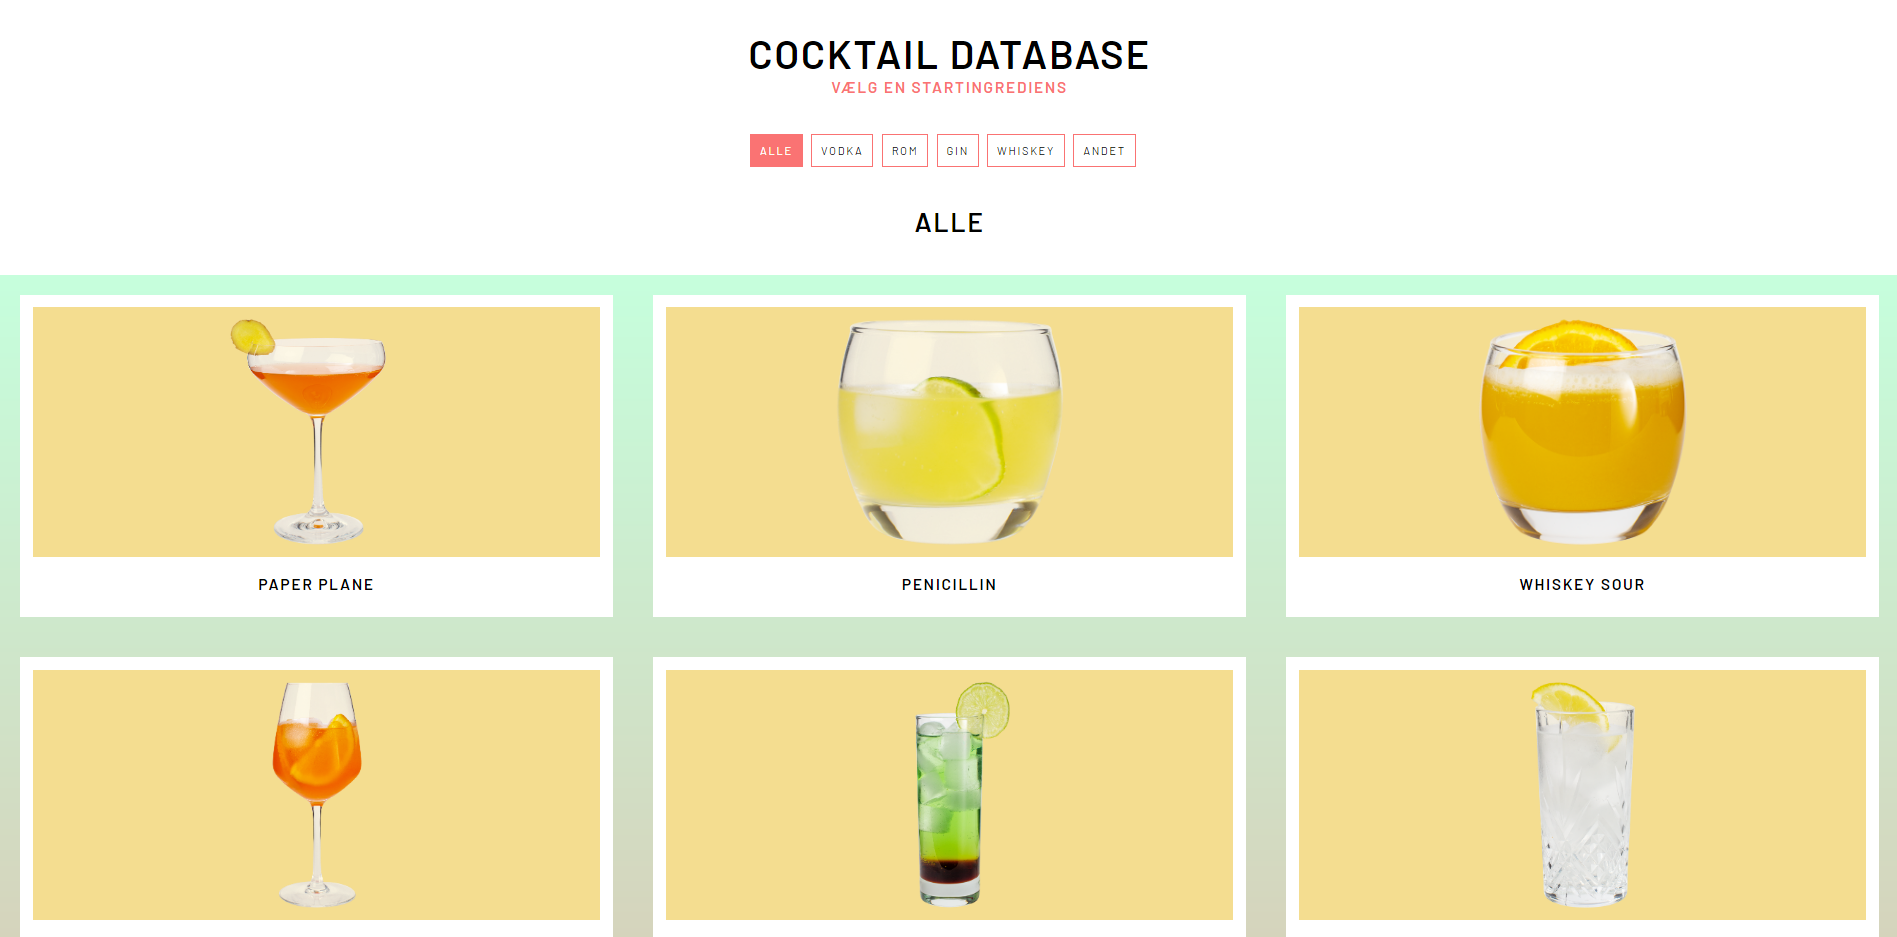 COCKTAIL DATABASE
VÆLG EN STARTINGREDIENS
ALLE VODKA ROM GIN WHISKEY ANDET
ALLE
PAPER PLANE
PENICILLIN
WHISKEY SOUR